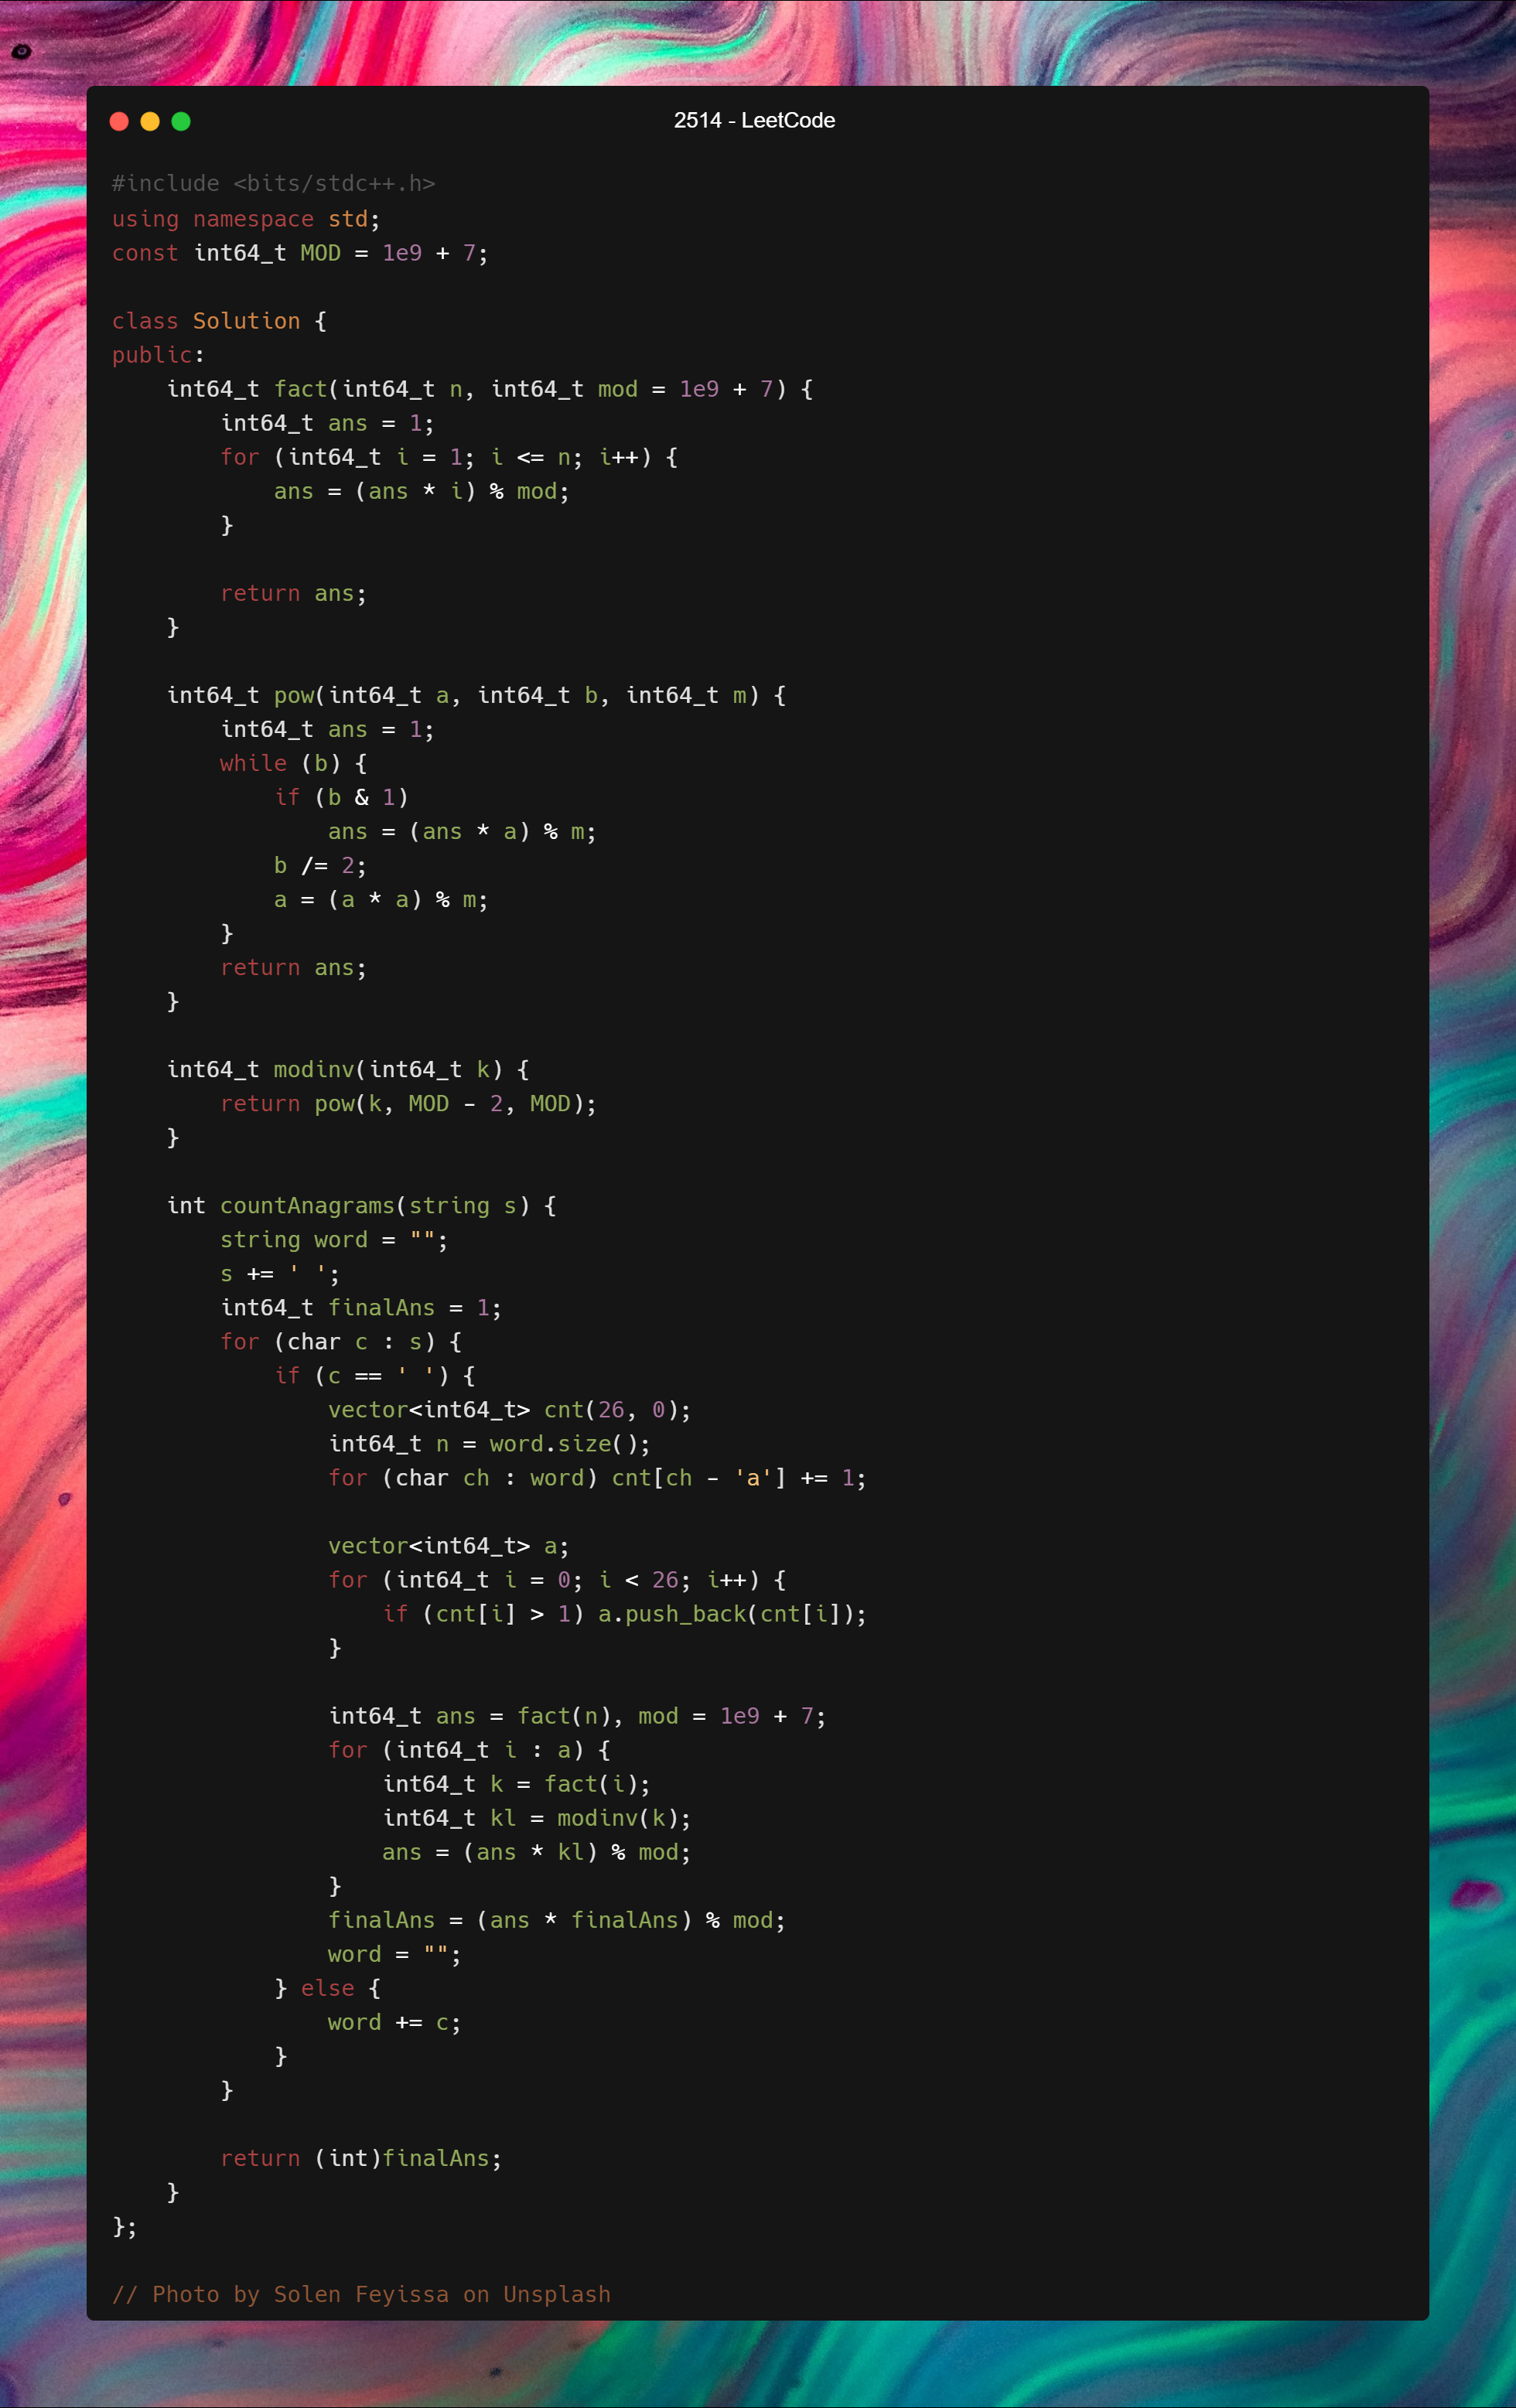 2514 - LeetCode
#include <bits/stdc++.h>
using namespace std;
const int64_t MOD = 1e9 + 7;
class Solution {
public:
    int64_t fact(int64_t n, int64_t mod = 1e9 + 7) {
        int64_t ans = 1;
        for (int64_t i = 1; i <= n; i++) {
            ans = (ans * i) % mod;
        }
        return ans;
    }
    int64_t pow(int64_t a, int64_t b, int64_t m) {
        int64_t ans = 1;
        while (b) {
            if (b & 1)
                ans = (ans * a) % m;
            b /= 2;
            a = (a * a) % m;
        }
        return ans;
    }
    int64_t modinv(int64_t k) {
        return pow(k, MOD - 2, MOD);
    }
    int countAnagrams(string s) {
        string word = "";
        s += ' ';
        int64_t finalAns = 1;
        for (char c : s) {
            if (c == ' ') {
                vector<int64_t> cnt(26, 0);
                int64_t n = word.size();
                for (char ch : word) cnt[ch - 'a'] += 1;
                vector<int64_t> a;
                for (int64_t i = 0; i < 26; i++) {
                    if (cnt[i] > 1) a.push_back(cnt[i]);
                }
                int64_t ans = fact(n), mod = 1e9 + 7;
                for (int64_t i : a) {
                    int64_t k = fact(i);
                    int64_t kl = modinv(k);
                    ans = (ans * kl) % mod;
                }
                finalAns = (ans * finalAns) % mod;
                word = "";
            } else {
                word += c;
            }
        }
        return (int)finalAns;
    }
};
// Photo by Solen Feyissa on Unsplash